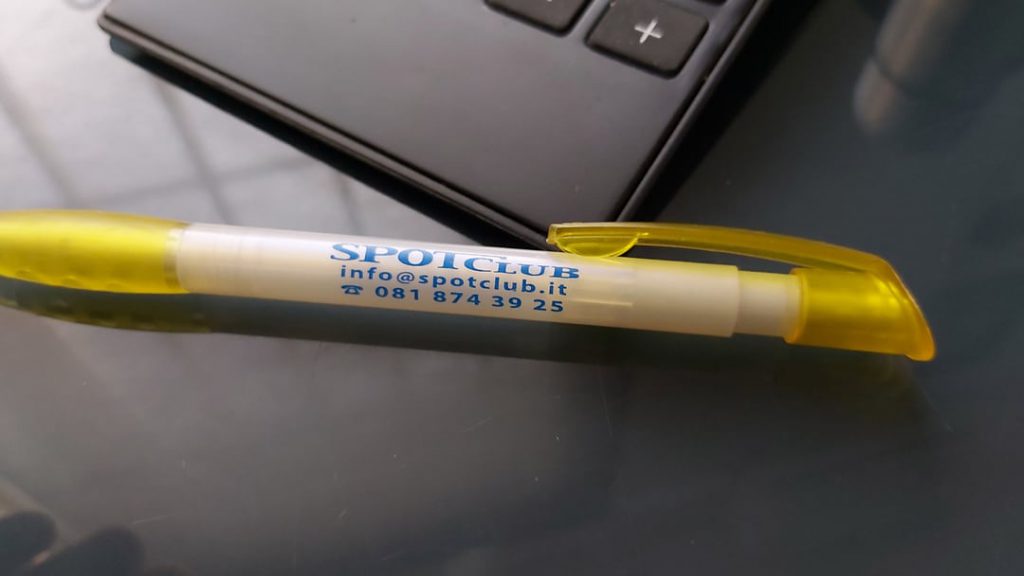 +
SPOTCLUB
info@spotclub.it
☎ 081 874 39 25